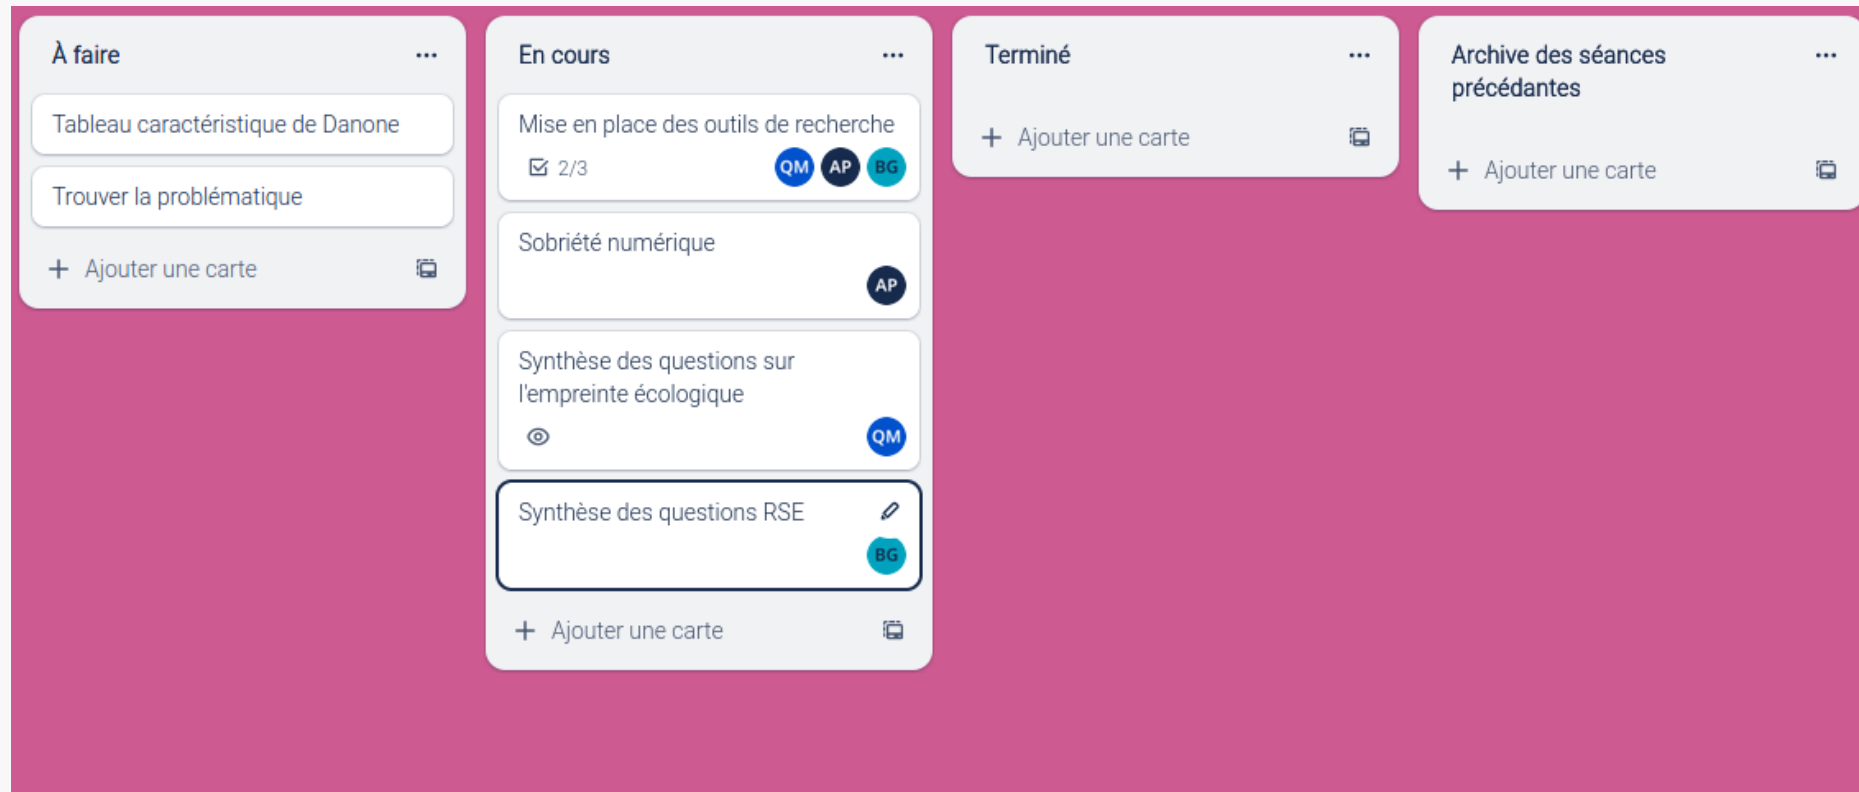 À faire
Tableau caractéristique de Danone
Trouver la problématique
Ajouter une carte
En cours
Mise en place des outils de recherche
2/3
QM AP BG
Sobriété numérique
AP
Synthèse des questions sur
l'empreinte écologique
QM
Synthèse des questions RSE
BG
Ajouter une carte
Terminé
Ajouter une carte
Archive des séances
précédantes
Ajouter une carte